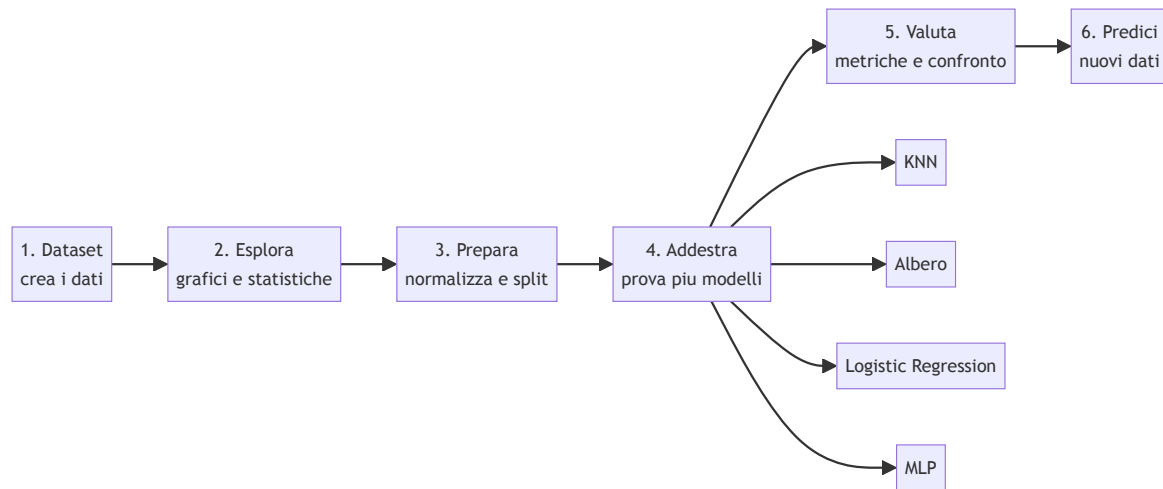 1. Dataset
crea i dati
2. Esplora
grafici e statistiche
3. Prepara
normalizza e split
4. Addestra
prova piu modelli
5. Valuta
metriche e confronto
6. Predici
nuovi dati
KNN
Albero
Logistic Regression
MLP